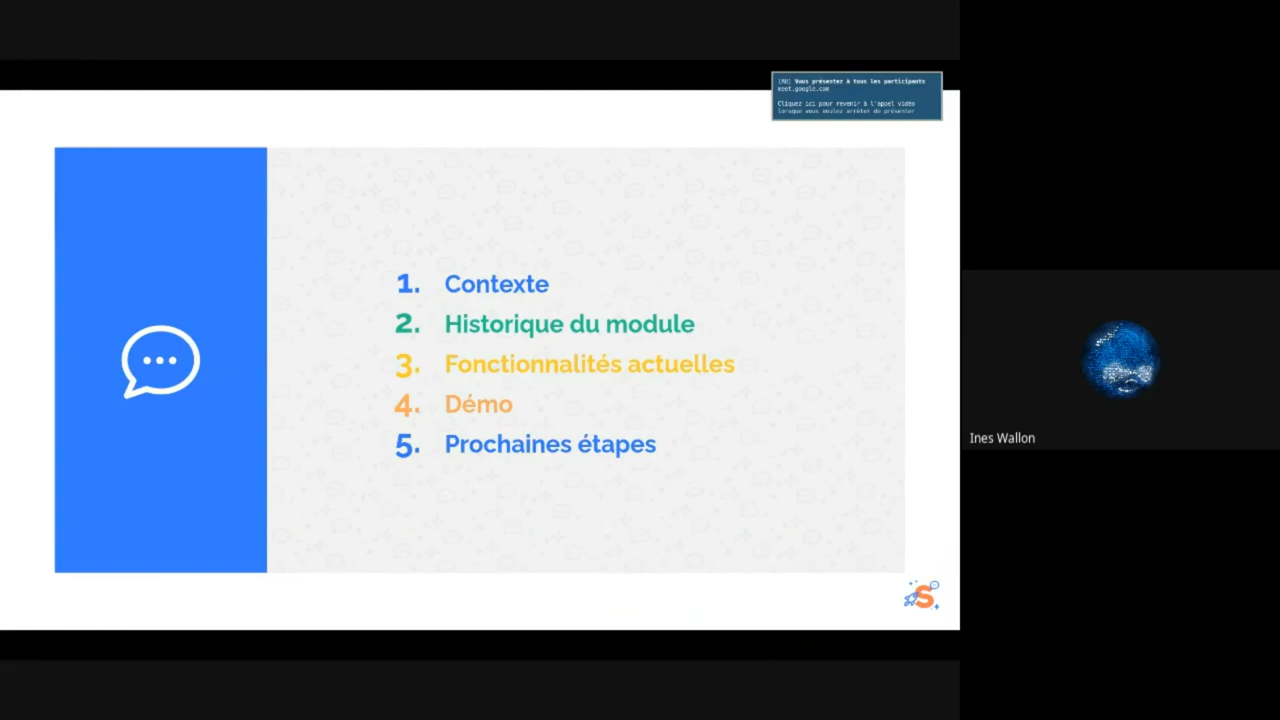 (AU) Vous présenter à tous les participants
meet.google.com
Cliquez ici pour revenir à l'appel vidéo
lorsque vous voulez arrêter de présenter
1. Contexte
2. Historique du module
3. Fonctionnalités actuelles
4. Démo
5. Prochaines étapes
S
Ines Wallon